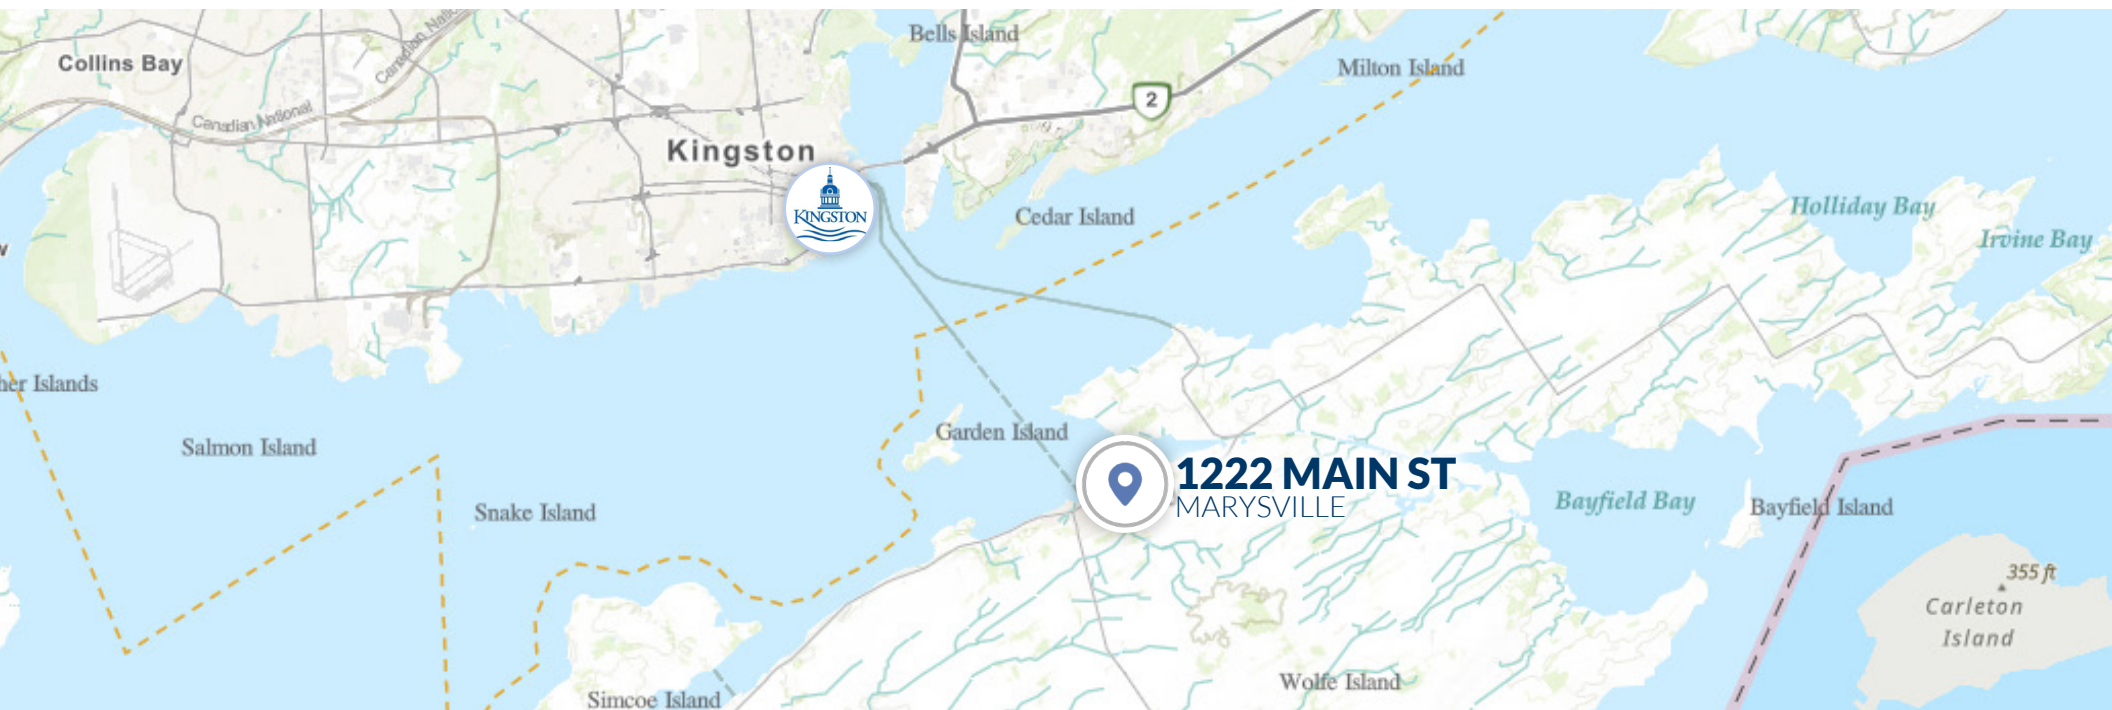 Bells Island
Collins Bay
Canadian Natio
Milton Island
2
Canadian National
Kingston
KINGSTON
Cedar Island
Holliday Bay
Irvine Bay
her Islands
Garden Island
Salmon Island
1222 MAIN ST
MARYSVILLE
Snake Island
Bayfield Bay
Bayfield Island
355 ft
Carleton
Island
Wolfe Island
Simcoe Island